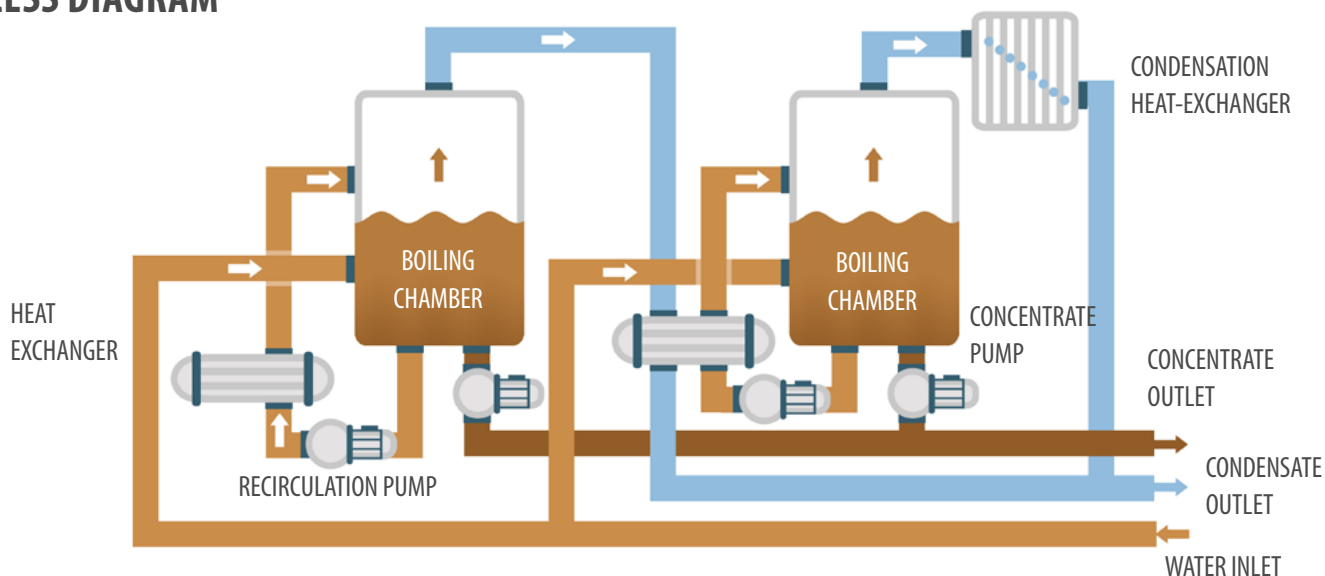 DIAGRAM
CONDENSATION
HEAT-EXCHANGER
BOILING
CHAMBER
BOILING
CHAMBER
HEAT
EXCHANGER
CONCENTRATE
PUMP
CONCENTRATE
OUTLET
RECIRCULATION PUMP
CONDENSATE
OUTLET
WATER INLET